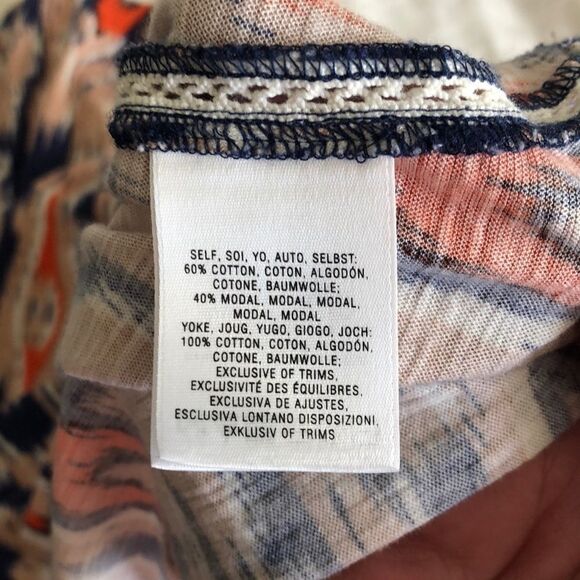 SELF, SOI, YO, AUTO, SELBST:
60% COTTON, COTON, ALGODÓN,
COTONE, BAUMWOLLE;
40% MODAL, MODAL, MODAL,
MODAL, MODAL
YOKE, JOUG, YUGO, GIOGO, JOCH:
100% COTTON, COTON, ALGODÓN,
COTONE, BAUMWOLLE;
EXCLUSIVE OF TRIMS,
EXCLUSIVITÉ DES ÉQUILIBRES,
EXCLUSIVA DE AJUSTES,
ESCLUSIVA LONTANO DISPOSIZIONI,
EXKLUSIV OF TRIMS